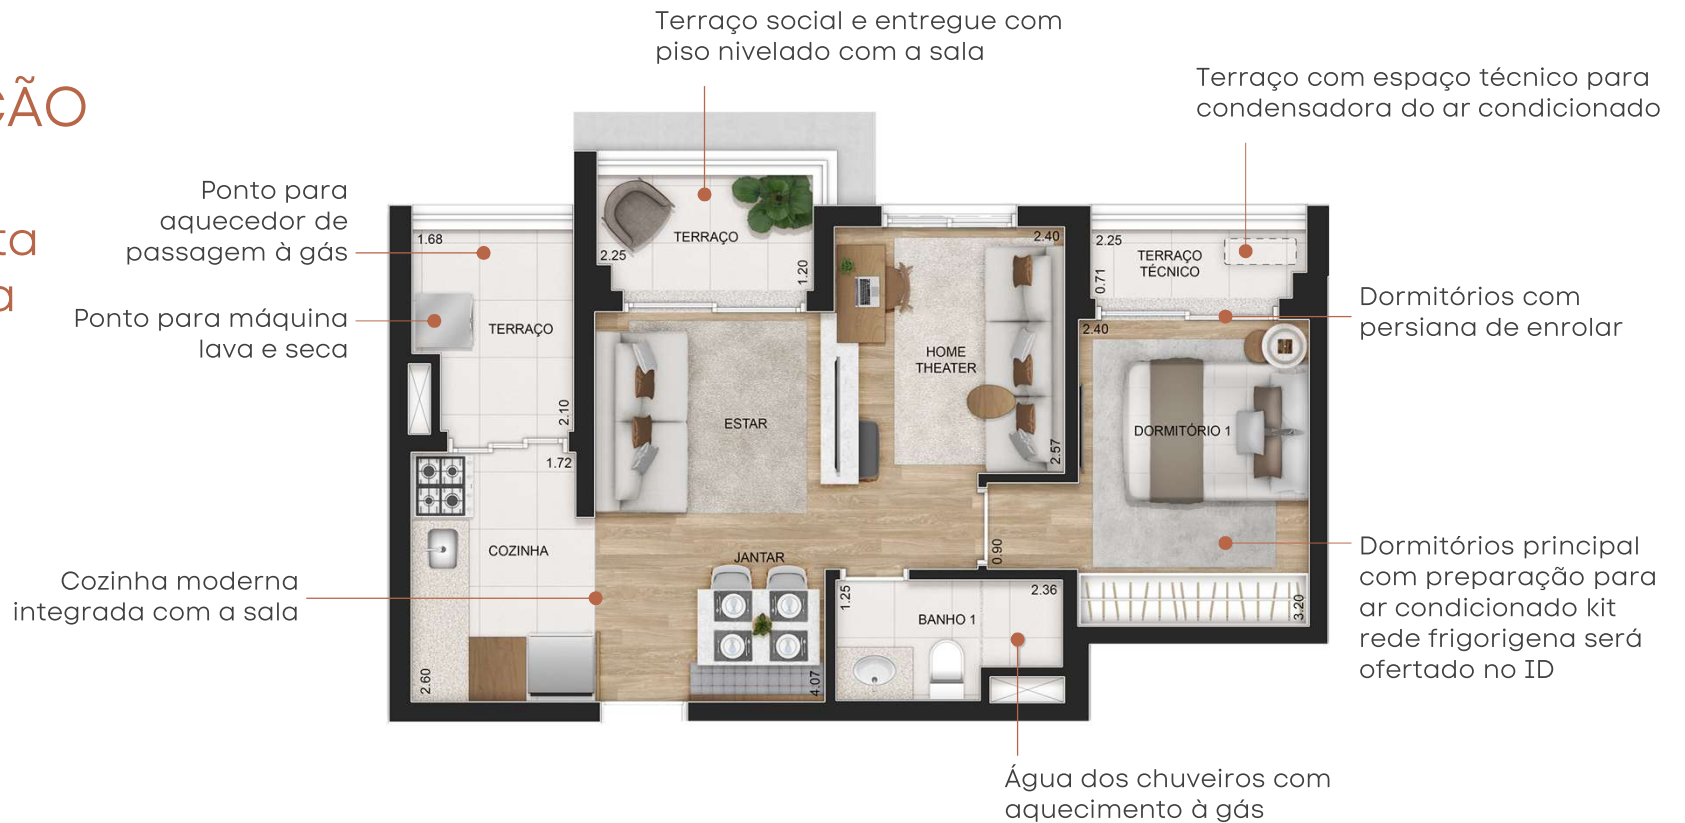 Terraço social e entregue com
piso nivelado com a sala
Terraço com espaço técnico para
condensadora do ar condicionado
ÇÃO
Ponto para
aquecedor de
passagem à gás
ta
a
Ponto para máquina
lava e seca
Cozinha moderna
integrada com a sala
1.68
TERRAÇO
2.10
1.72
COZINHA
2.60
TERRAÇO
2.25
1.20
ESTAR
JANTAR
4.07
2.40
HOME
THEATER
2.57
0.90
1.25
2.36
BANHO 1
2.25
TERRAÇO
TÉCNICO
0.71
2.40
DORMITÓRIO 1
3.20
Dormitórios com
persiana de enrolar
Dormitórios principal
com preparação para
ar condicionado kit
rede frigorigena será
ofertado no ID
Água dos chuveiros com
aquecimento à gás